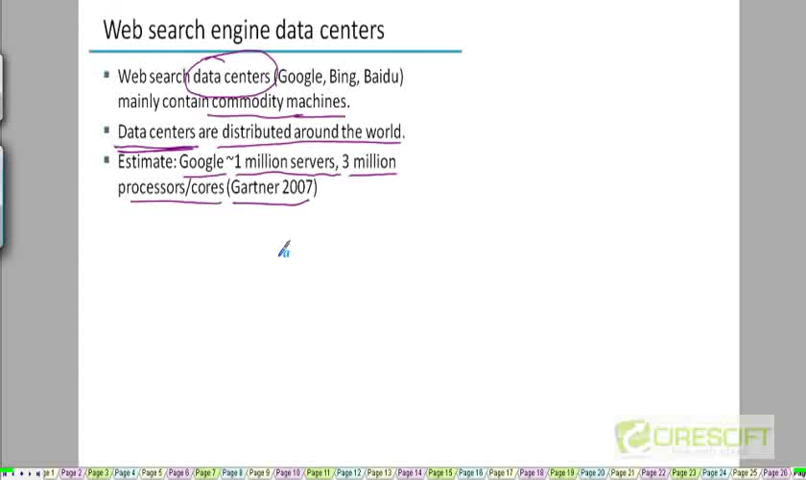 Web search engine data centers
Web search data centers (Google, Bing, Baidu)
mainly contain commodity machines.
Data centers are distributed around the world.
Estimate: Google ~1 million servers, 3 million
processors/cores (Gartner 2007)
CIRESCIFT
Page 1 Page 2 Page 3 Page 4 Page 5 Page 6 Page 7 Page 8 Page 9 Page 10 Page 11 Page 12 Page 13 Page 14 Page 15 Page 16 Page 17 Page 18 Page 19 Page 20 Page 21 Page 22 Page 23 Page 24 Page 25 Page 26